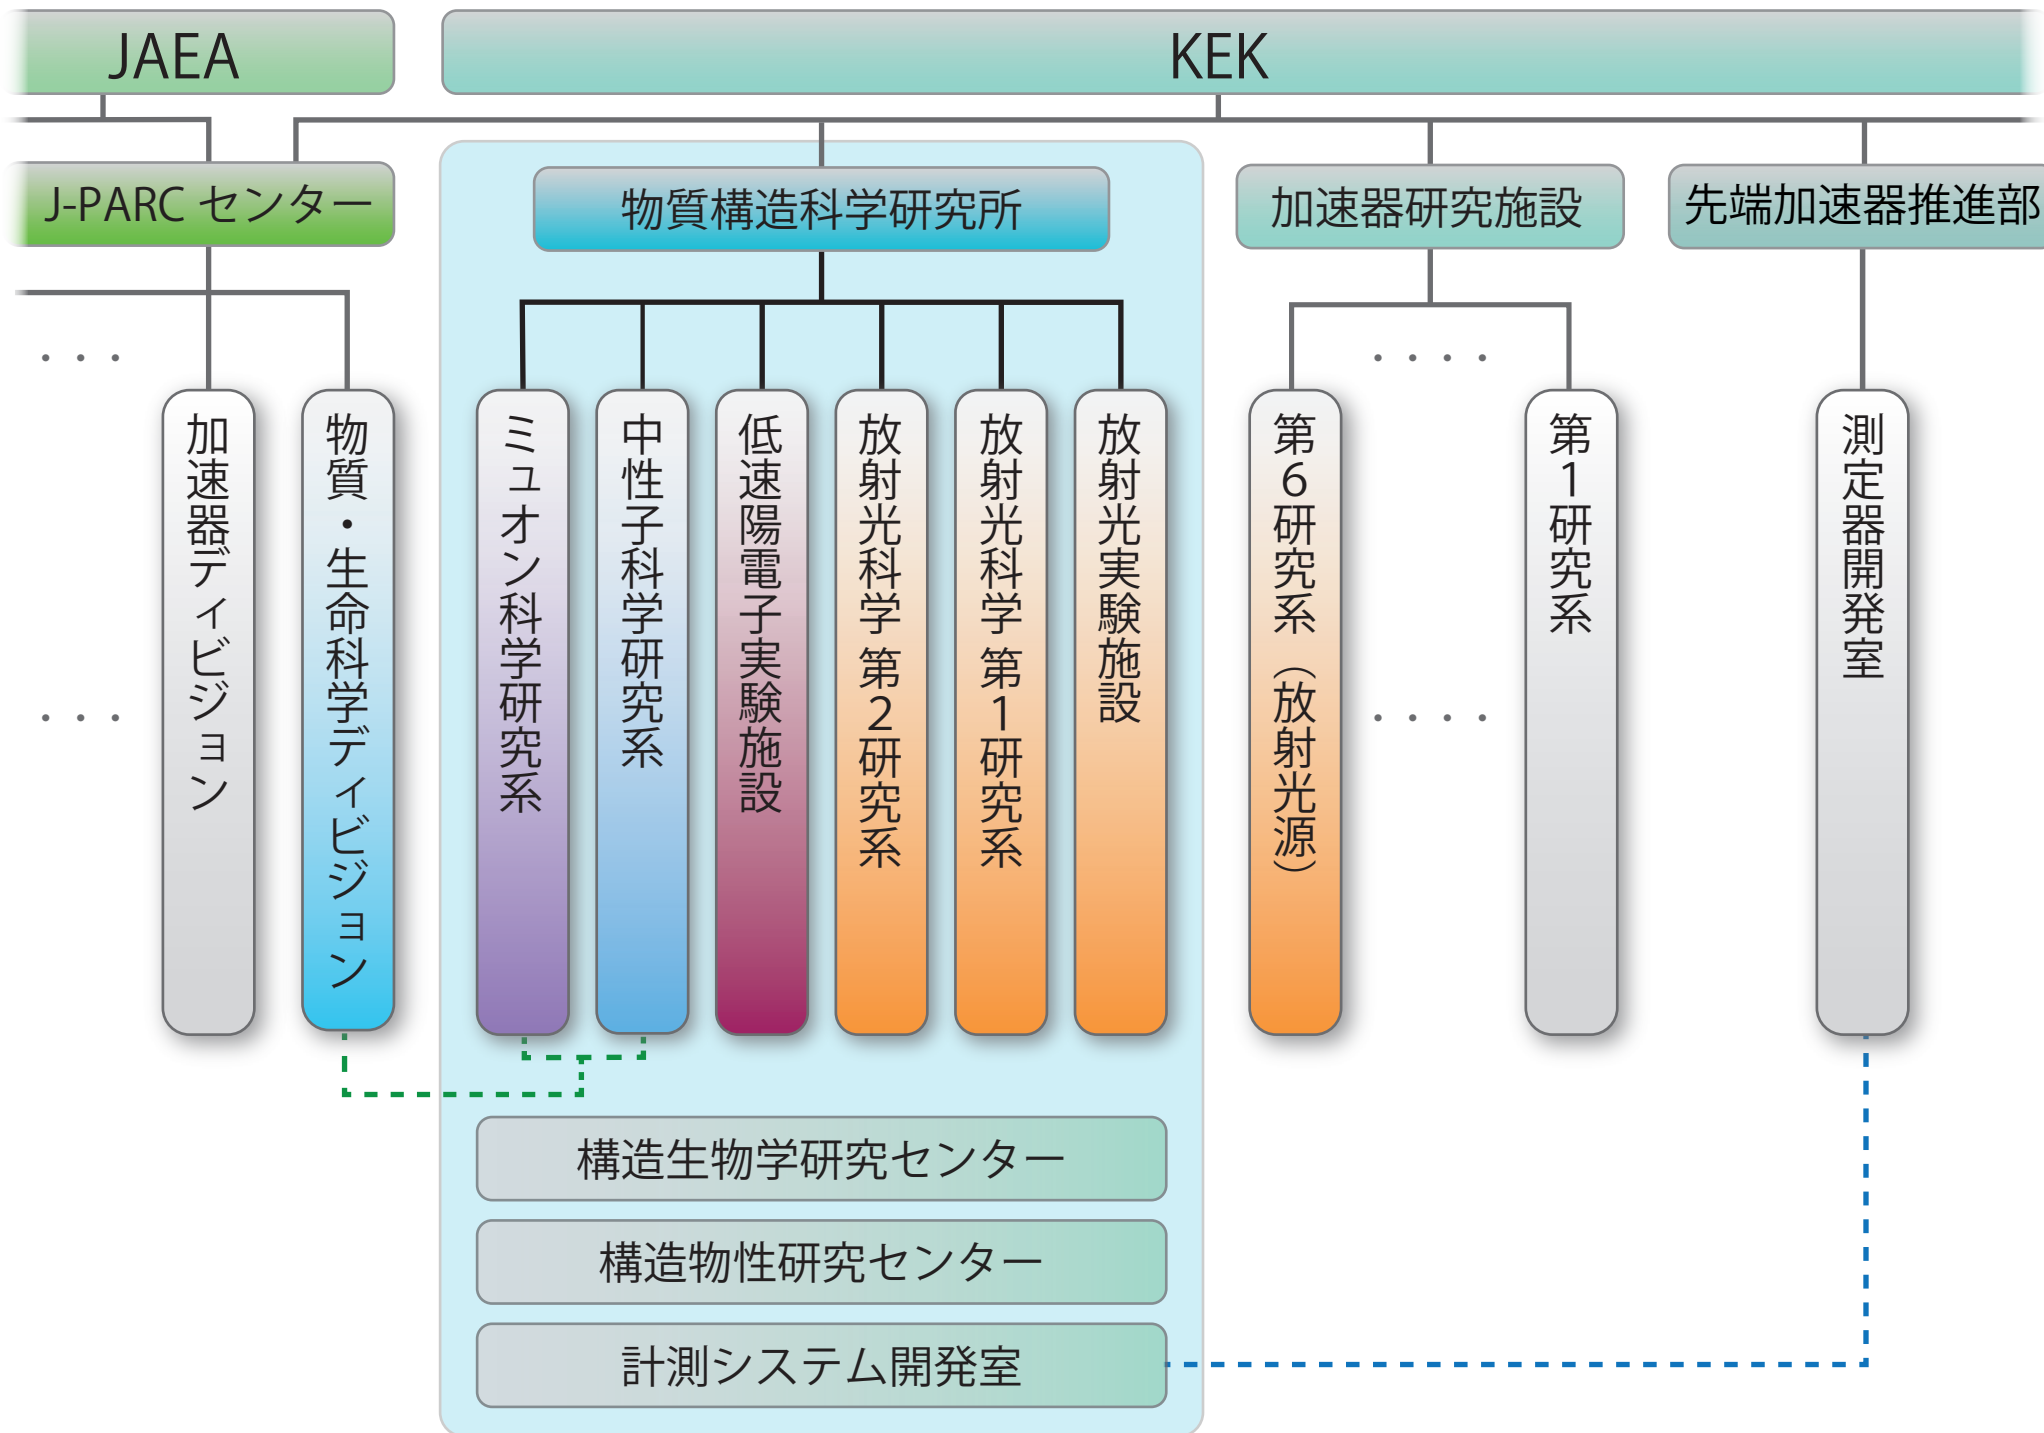 JAEA
KEK
J-PARC センター
物質構造科学研究所
加速器研究施設
先端加速器推進部
・・・
・・・・
加速器ディビジョン
物質・生命科学ディビジョン
ミュオン科学研究系
中性子科学研究系
低速陽電子実験施設
放射光科学 第２研究系
放射光科学 第１研究系
放射光実験施設
第６研究系（放射光源）
第１研究系
測定器開発室
・・・
・・・・
構造生物学研究センター
構造物性研究センター
計測システム開発室